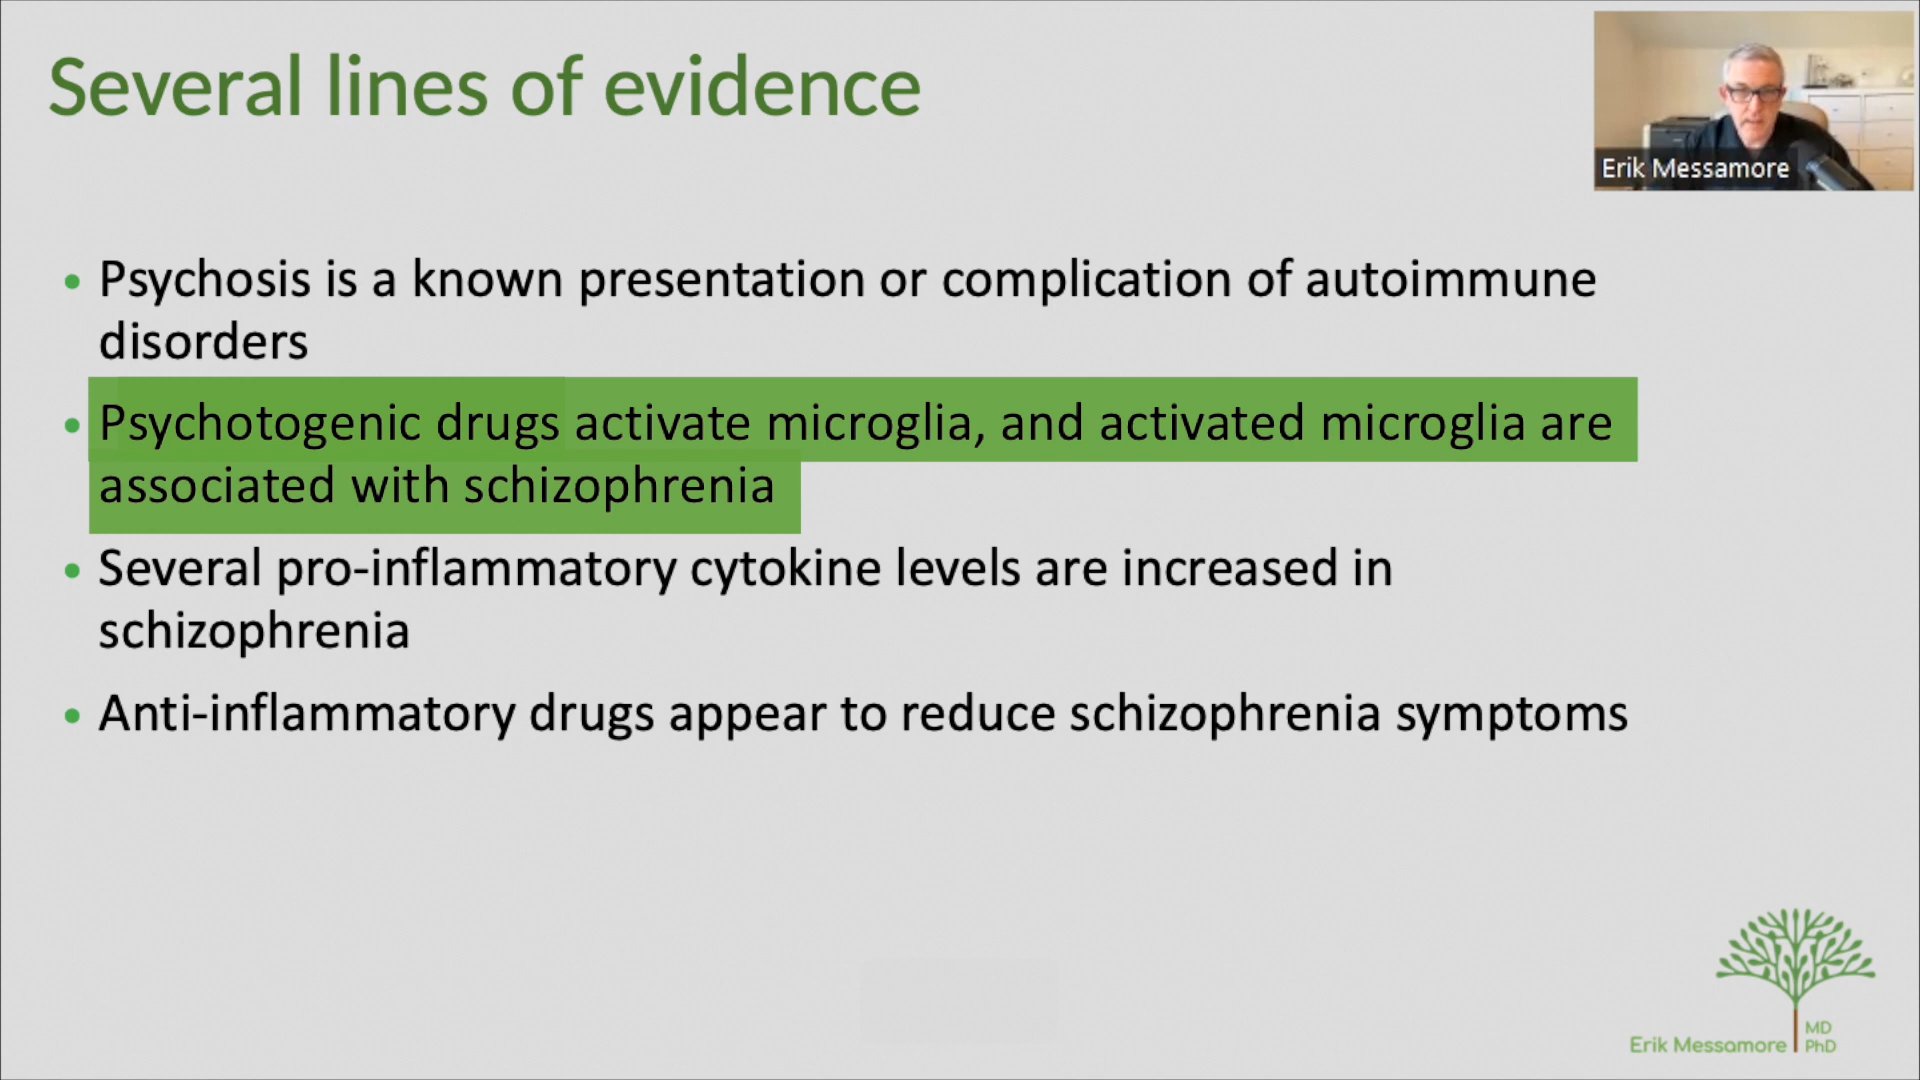 Several lines of evidence
Erik Messamore
• Psychosis is a known presentation or complication of autoimmune
disorders
• Psychotogenic drugs activate microglia, and activated microglia are
associated with schizophrenia
• Several pro-inflammatory cytokine levels are increased in
schizophrenia
• Anti-inflammatory drugs appear to reduce schizophrenia symptoms
Erik Messamore
MD
PhD